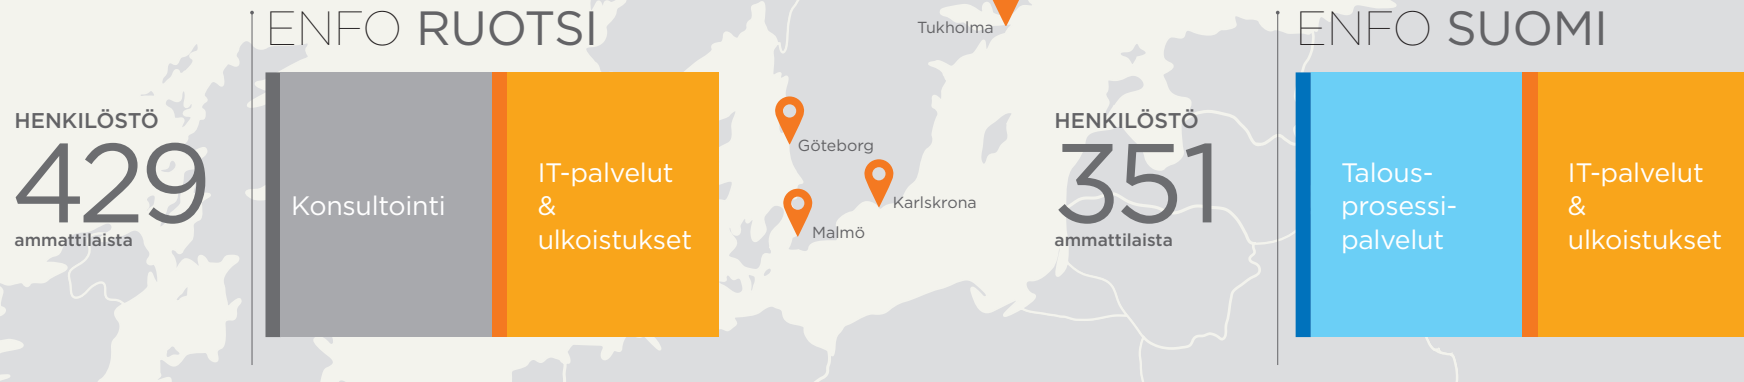 ENFO RUOTSI
HENKILÖSTÖ
429
ammattilaista
Konsultointi
IT-palvelut
&
ulkoistukset
Tukholma
Göteborg
Karlskrona
Malmö
ENFO SUOMI
HENKILÖSTÖ
351
ammattilaista
Talous-
prosessi-
palvelut
IT-palvelut
&
ulkoistukset